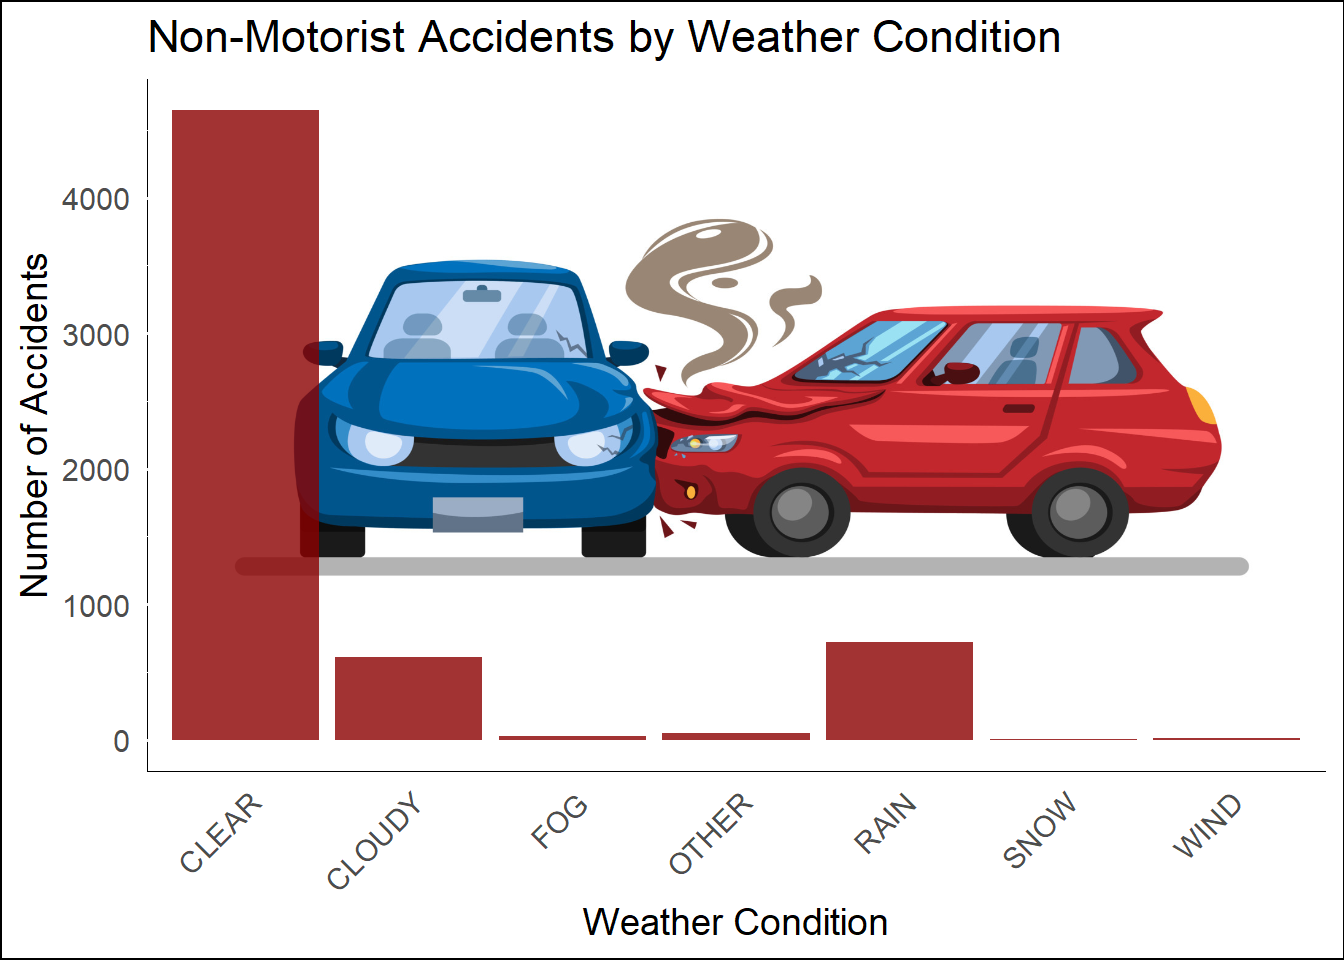 Non-Motorist Accidents by Weather Condition
Number of Accidents
4000
3000
2000
1000
0
CLEAR
CLOUDY
FOG
OTHER
RAIN
SNOW
WIND
Weather Condition